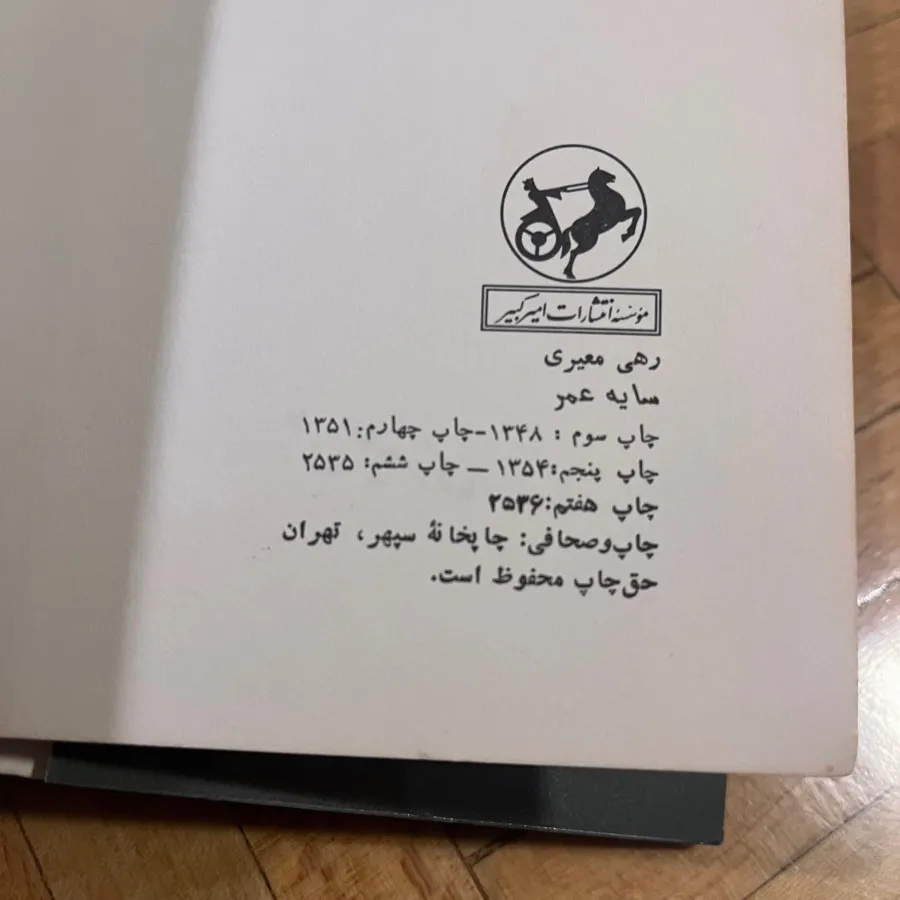 مؤسسهٔ انتشارات امیرکبیر
رهی معیری
سایه عمر
چاپ سوم : ۱۳۴۸-چاپ چهارم:۱۳۵۱
چاپ پنجم:۱۳۵۴ — چاپ ششم: ۲۵۳۵
چاپ هفتم:۲۵۳۶
چاپ‌وصحافی: چاپخانهٔ سپهر، تهران
حق‌چاپ محفوظ است.